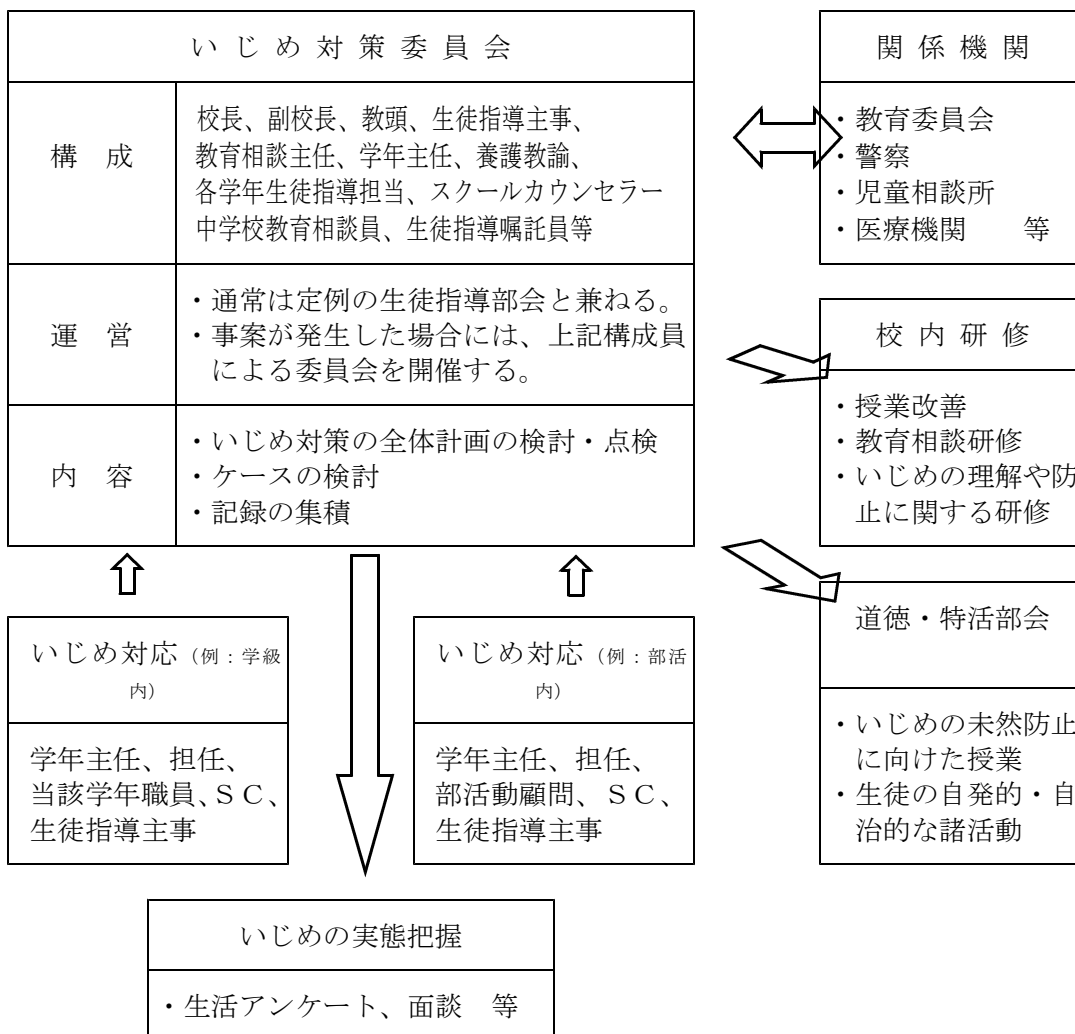 いじめ対策委員会
構成
校長、副校長、教頭、生徒指導主事、
教育相談主任、学年主任、養護教諭、
各学年生徒指導担当、スクールカウンセラー
中学校教育相談員、生徒指導嘱託員等
運営
・通常は定例の生徒指導部会と兼ねる。
・事案が発生した場合には、上記構成員
による委員会を開催する。
内容
・いじめ対策の全体計画の検討・点検
・ケースの検討
・記録の集積
関係機関
・教育委員会
・警察
・児童相談所
・医療機関　等
校内研修
・授業改善
・教育相談研修
・いじめの理解や防
止に関する研修
道徳・特活部会
・いじめの未然防止
に向けた授業
・生徒の自発的・自
治的な諸活動
いじめ対応（例：学級
内）
学年主任、担任、
当該学年職員、ＳＣ、
生徒指導主事
いじめ対応（例：部活
内）
学年主任、担任、
部活動顧問、ＳＣ、
生徒指導主事
いじめの実態把握
・生活アンケート、面談　等